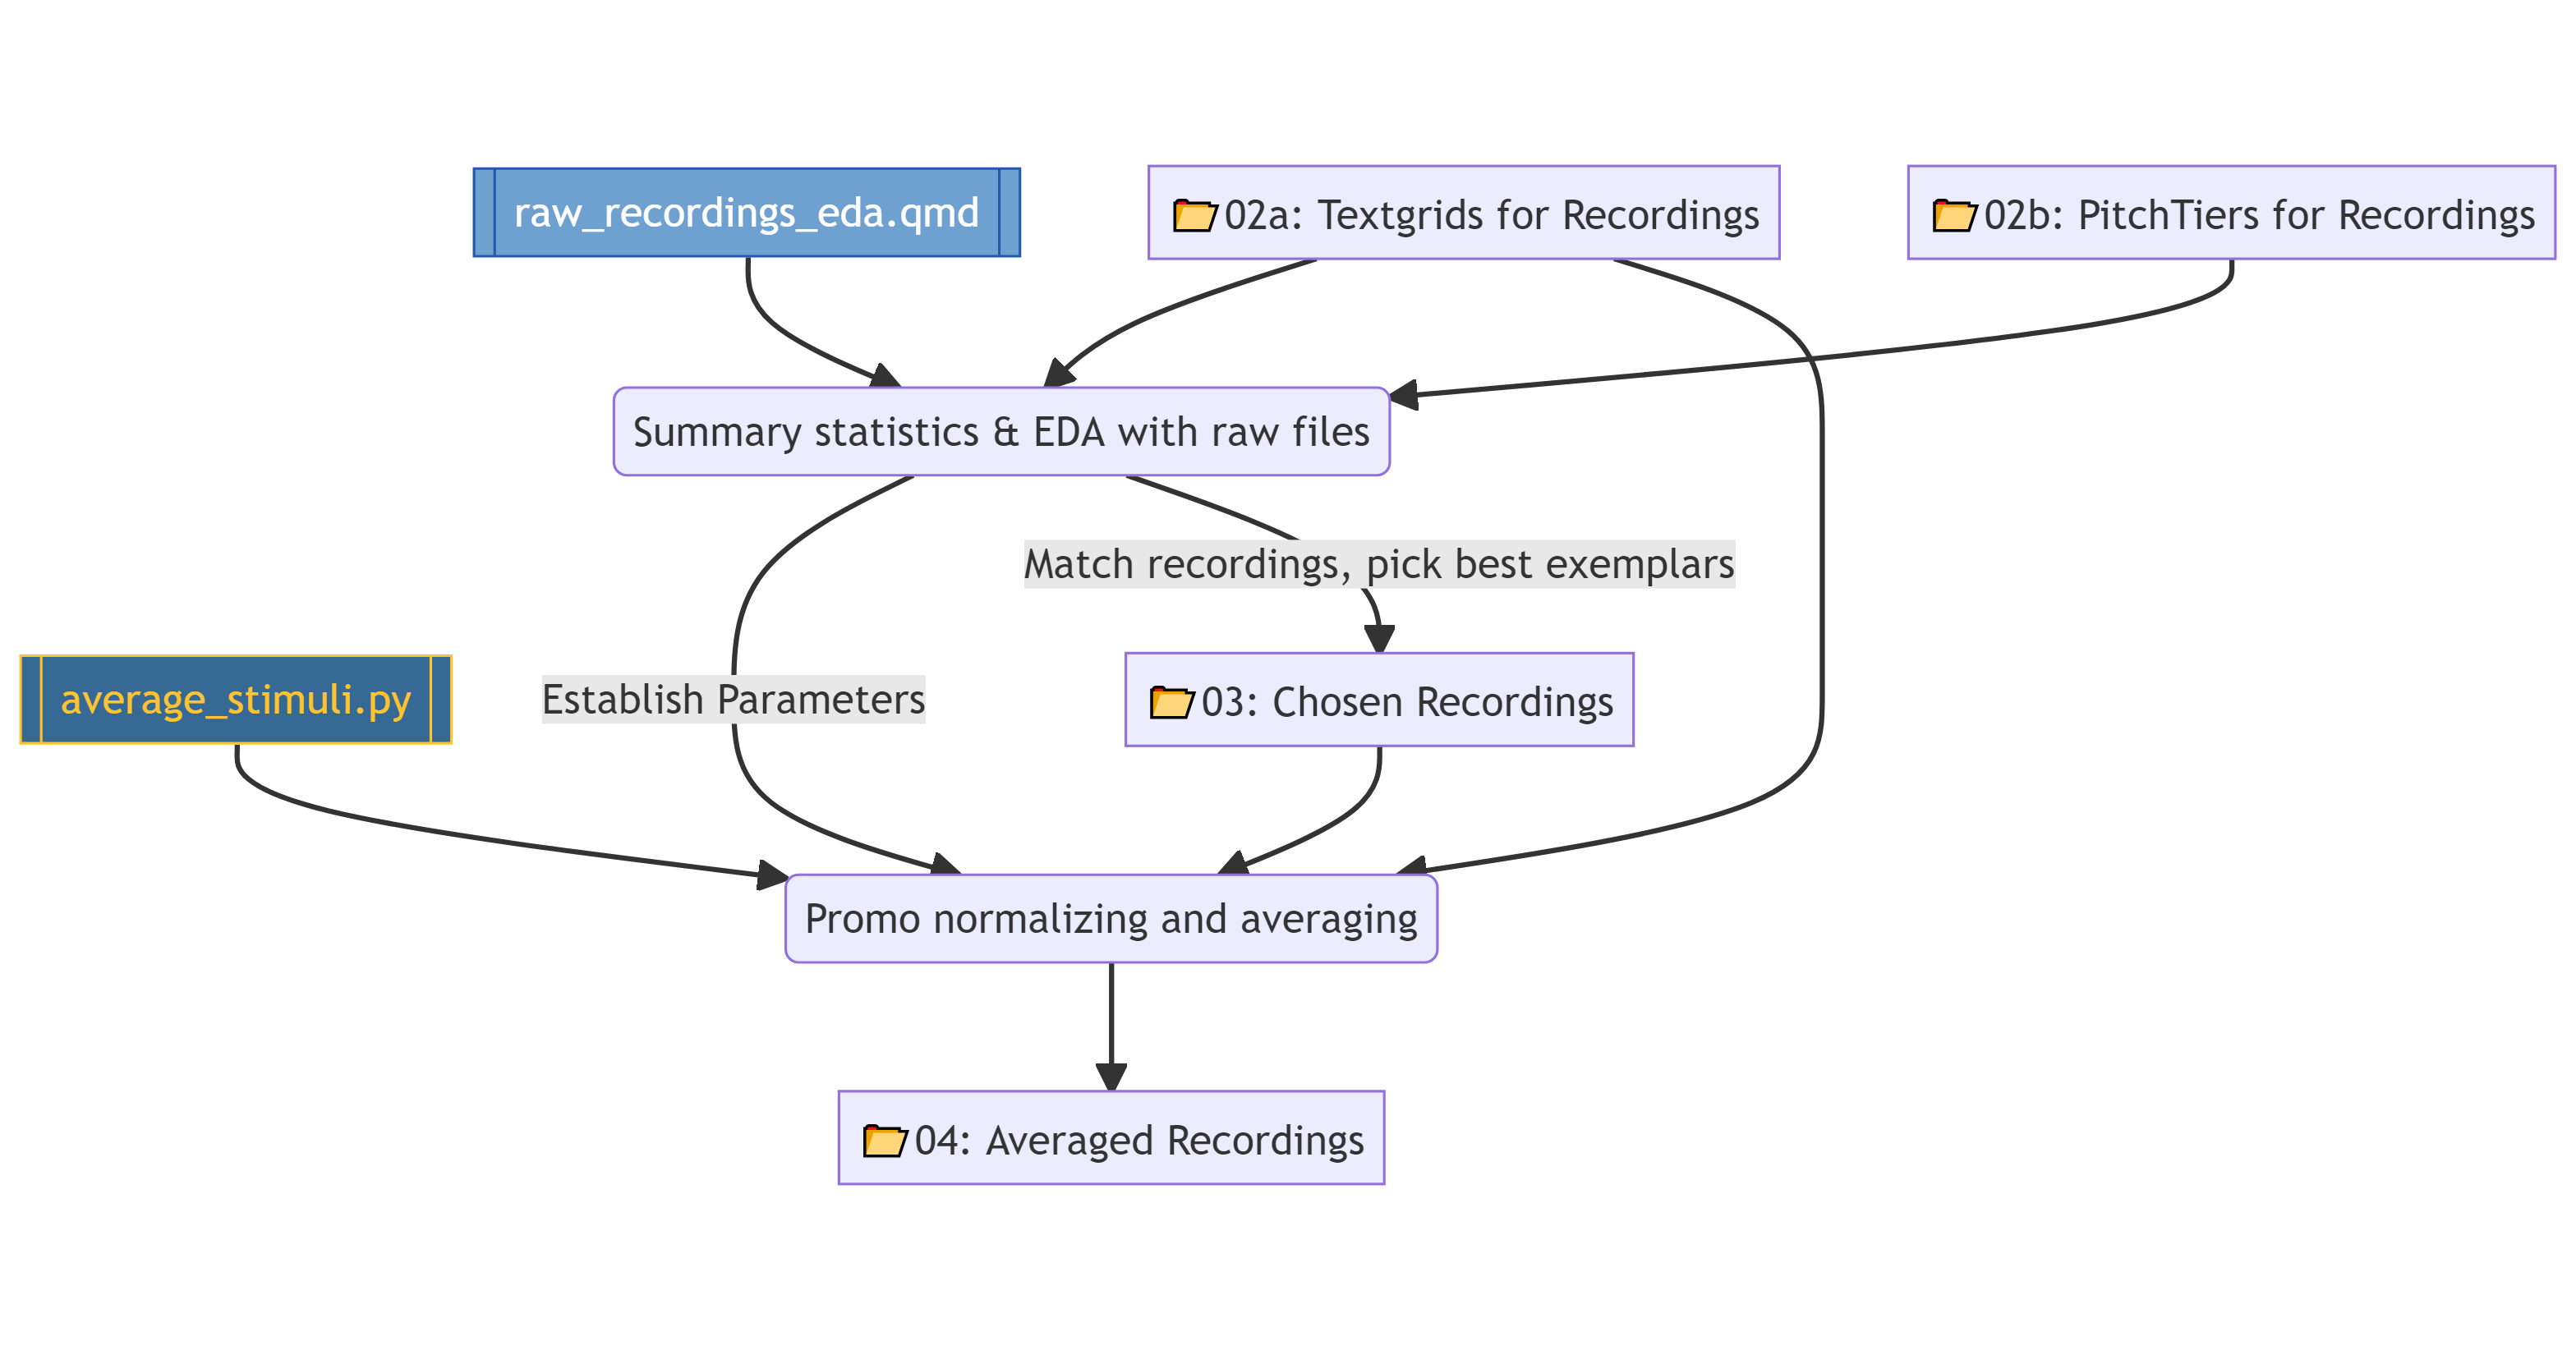 raw_recordings_eda.qmd
📂02a: Textgrids for Recordings
📂02b: PitchTiers for Recordings
Summary statistics & EDA with raw files
Match recordings, pick best exemplars
average_stimuli.py
Establish Parameters
📂03: Chosen Recordings
Promo normalizing and averaging
📂04: Averaged Recordings